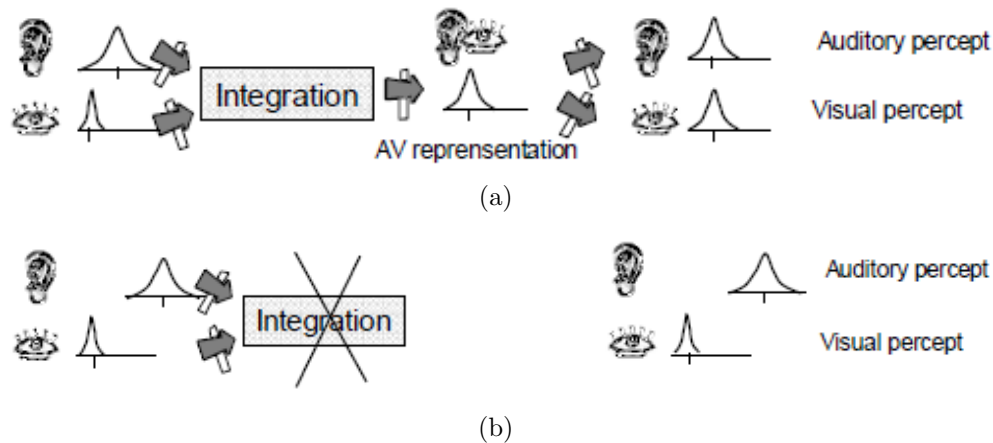 Auditory percept
Integration
Visual percept
AV reprensentation
(a)
Auditory percept
Integration
Visual percept
(b)